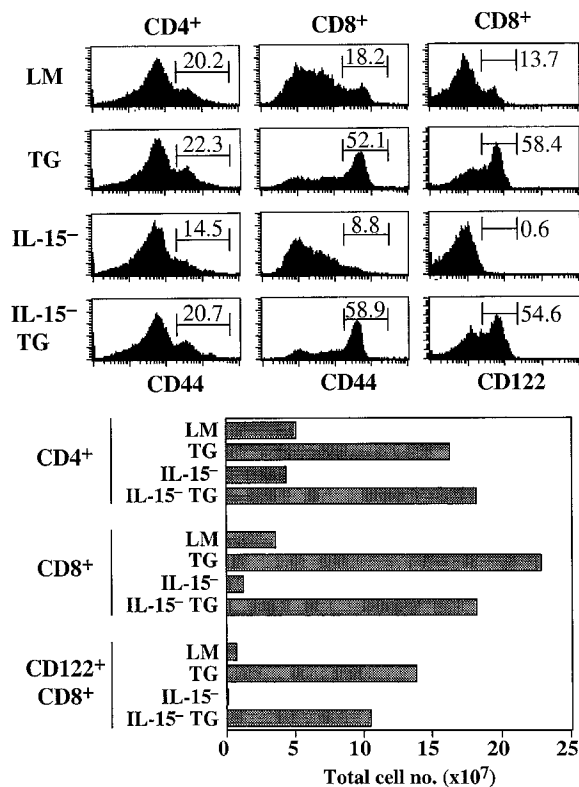 CD4+ CD8+ CD8+
LM 20.2 18.2 13.7
TG 22.3 52.1 58.4
IL-15− 14.5 8.8 0.6
IL-15− TG 20.7 58.9 54.6
CD44 CD44 CD122
CD4+
LM
TG
IL-15−
IL-15− TG
CD8+
LM
TG
IL-15−
IL-15− TG
CD122+
CD8+
LM
TG
IL-15−
IL-15− TG
0 5 10 15 20 25
Total cell no. (x10⁷)